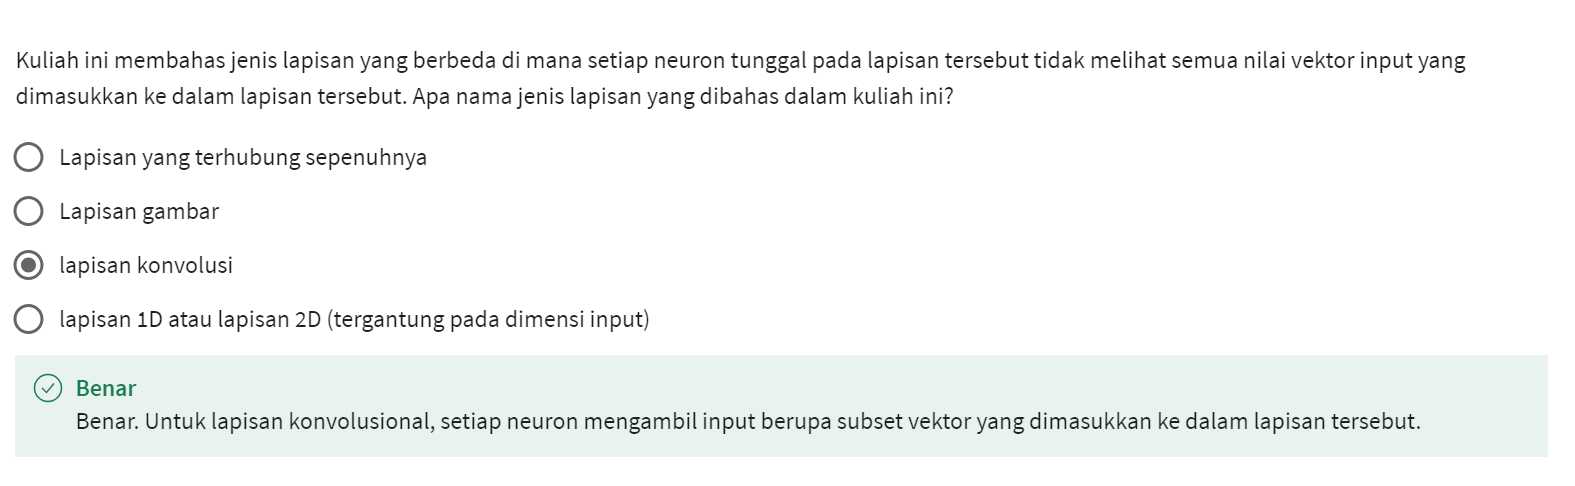 Kuliah ini membahas jenis lapisan yang berbeda di mana setiap neuron tunggal pada lapisan tersebut tidak melihat semua nilai vektor input yang
dimasukkan ke dalam lapisan tersebut. Apa nama jenis lapisan yang dibahas dalam kuliah ini?
Lapisan yang terhubung sepenuhnya
Lapisan gambar
lapisan konvolusi
lapisan 1D atau lapisan 2D (tergantung pada dimensi input)
Benar
Benar. Untuk lapisan konvolusional, setiap neuron mengambil input berupa subset vektor yang dimasukkan ke dalam lapisan tersebut.